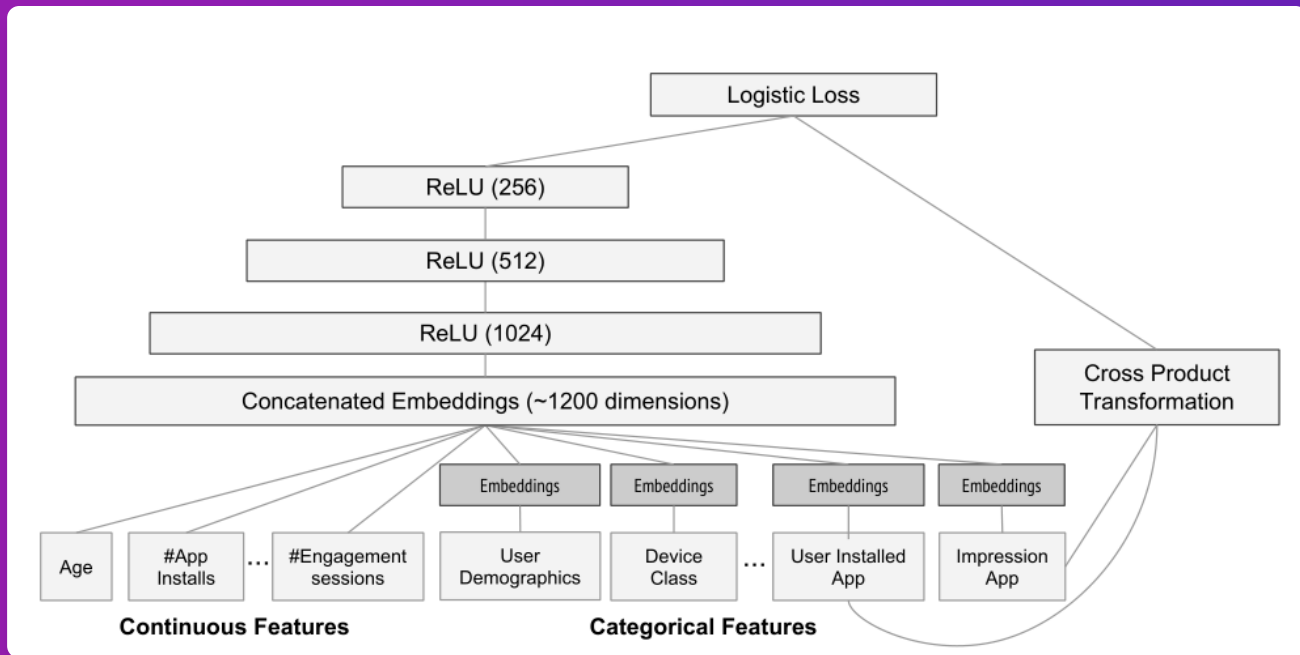 Logistic Loss
ReLU (256)
ReLU (512)
ReLU (1024)
Concatenated Embeddings (~1200 dimensions)
Cross Product
Transformation
Embeddings
Embeddings
Embeddings
Embeddings
Age
#App
Installs
...
#Engagement
sessions
User
Demographics
Device
Class
...
User Installed
App
Impression
App
Continuous Features
Categorical Features